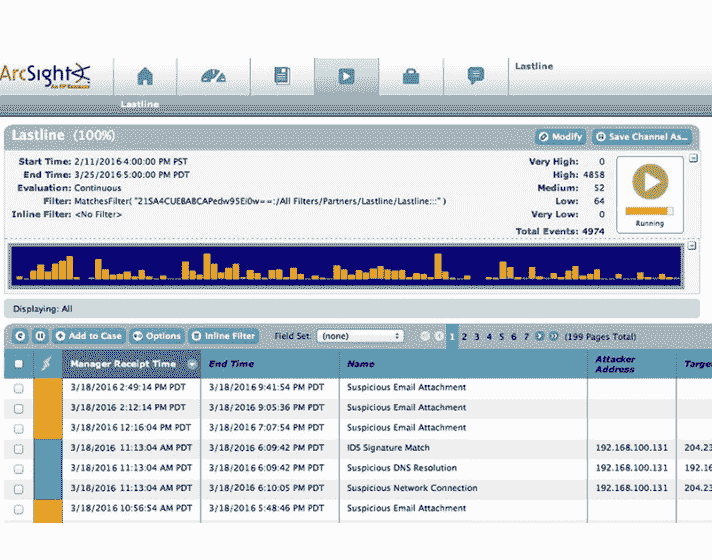 ArcSight
An HP Company
Lastline
Lastline
Lastline (100%)
Modify
Save Channel As...
Start Time: 2/11/2016 4:00:00 PM PST
End Time: 3/25/2016 5:00:00 PM PDT
Evaluation: Continuous
Filter: MatchesFilter( "21SA4CUEBABCAPedw95Ei0w==:/All Filters/Partners/Lastline/Lastline:::" )
Inline Filter: <No Filter>
Very High: 0
High: 4858
Medium: 52
Low: 64
Very Low: 0
Total Events: 4974
Running
Displaying: All
Add to Case Options Inline Filter Field Set: (none) 1 2 3 4 5 6 7 (199 Pages Total)
Manager Receipt Time End Time Name Attacker Address Targe
3/18/2016 2:49:14 PM PDT 3/18/2016 9:41:54 PM PDT Suspicious Email Attachment
3/18/2016 2:12:14 PM PDT 3/18/2016 9:05:36 PM PDT Suspicious Email Attachment
3/18/2016 12:16:04 PM PDT 3/18/2016 7:07:54 PM PDT Suspicious Email Attachment
3/18/2016 11:13:04 AM PDT 3/18/2016 6:09:42 PM PDT IDS Signature Match 192.168.100.131 204.23
3/18/2016 11:13:04 AM PDT 3/18/2016 6:09:42 PM PDT Suspicious DNS Resolution 192.168.100.131 192.16
3/18/2016 11:13:04 AM PDT 3/18/2016 6:10:05 PM PDT Suspicious Network Connection 192.168.100.131 204.23
3/18/2016 10:56:54 AM PDT 3/18/2016 5:48:46 PM PDT Suspicious Email Attachment